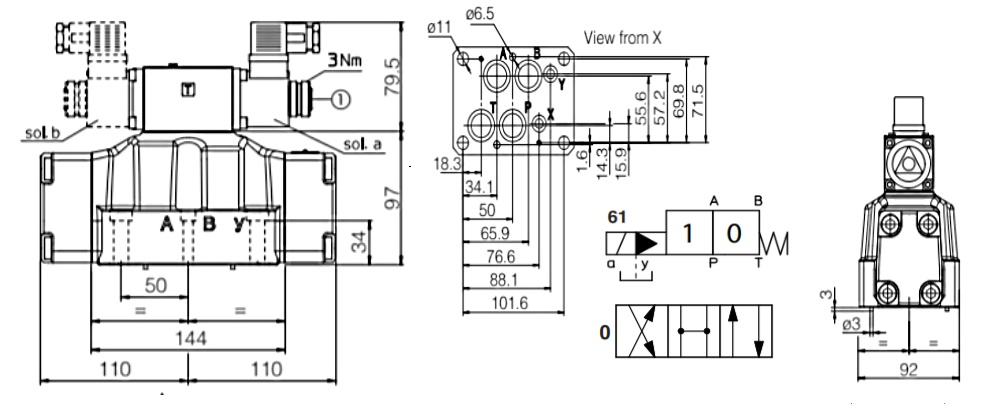 3Nm
1
T
sol. b
sol. a
79.5
97
34
A B y
50
= =
144
110 110
ø6.5
ø11
View from X
A B
Y
T P X
55.6
57.2
69.8
71.5
1.6
14.3
15.9
18.3
34.1
50
65.9
76.6
88.1
101.6
A B
61
1 0
a y P T
0
3
ø3
= =
92